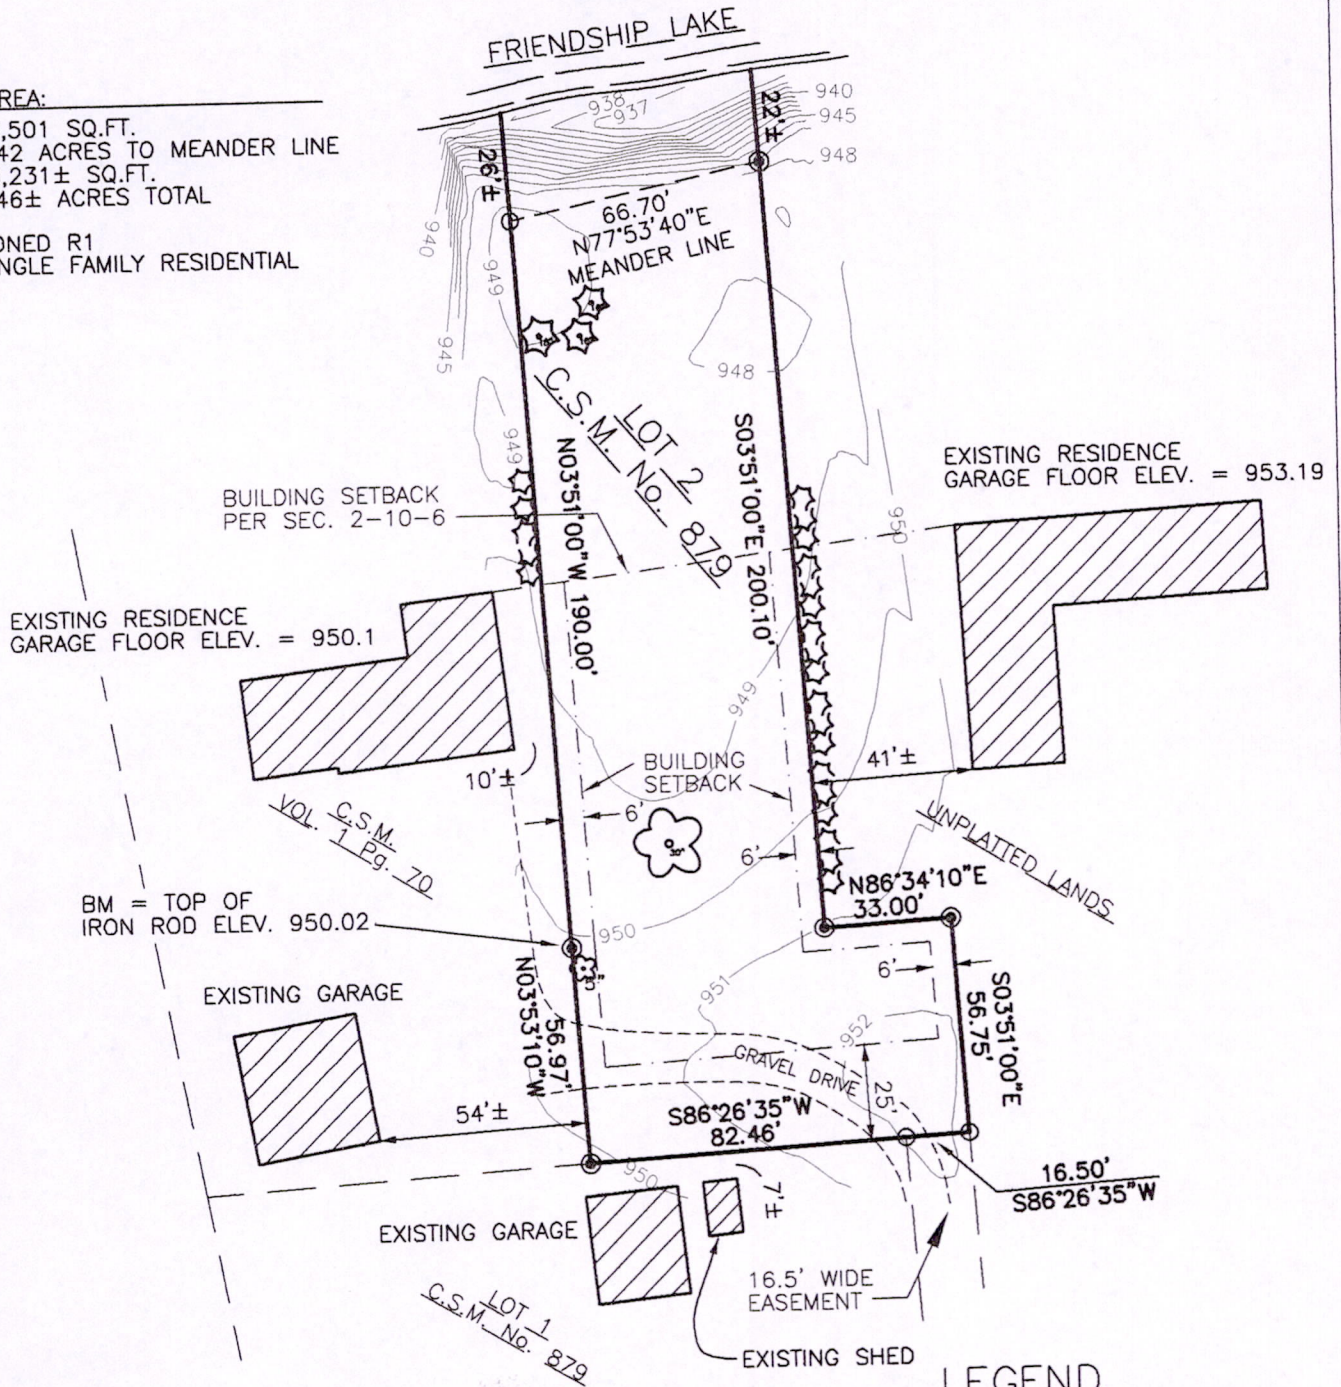 FRIENDSHIP LAKE
REA:
,501 SQ.FT.
42 ACRES TO MEANDER LINE
,231± SQ.FT.
46± ACRES TOTAL
ONED R1
NGLE FAMILY RESIDENTIAL
938
937
940
945
948
22'±
26'±
66.70'
N77°53'40"E
MEANDER LINE
940
949
945
948
LOT 2
C.S.M. No. 879
949
BUILDING SETBACK
PER SEC. 2-10-6
N03°51'00"W 190.00'
S03°51'00"E 200.10'
950
EXISTING RESIDENCE
GARAGE FLOOR ELEV. = 953.19
EXISTING RESIDENCE
GARAGE FLOOR ELEV. = 950.1
949
BUILDING
SETBACK
41'±
10'±
6'
6'
30"
C.S.M.
VOL. 1 Pg. 70
UNPLATTED LANDS
N86°34'10"E
33.00'
BM = TOP OF
IRON ROD ELEV. 950.02
950
951
6'
952
S03°51'00"E
56.75'
EXISTING GARAGE
N03°53'10"W
56.97'
GRAVEL DRIVE
25'
54'±
S86°26'35"W
82.46'
950
7'±
16.50'
S86°26'35"W
EXISTING GARAGE
16.5' WIDE
EASEMENT
LOT 1
C.S.M. No. 879
EXISTING SHED
LEGEND